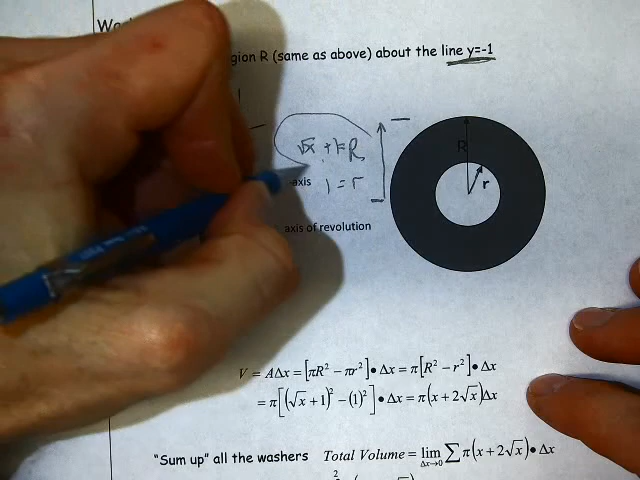 gion R (same as above) about the line y=-1
√x + 1 = R
R
axis 1 = r
r
axis of revolution
V = AΔx = [πR² − πr²]• Δx = π[R² − r²]• Δx
= π[(√x + 1)² − (1)²]• Δx = π(x + 2√x)Δx
"Sum up" all the washers Total Volume = lim Δx→0 ∑ π(x + 2√x)• Δx